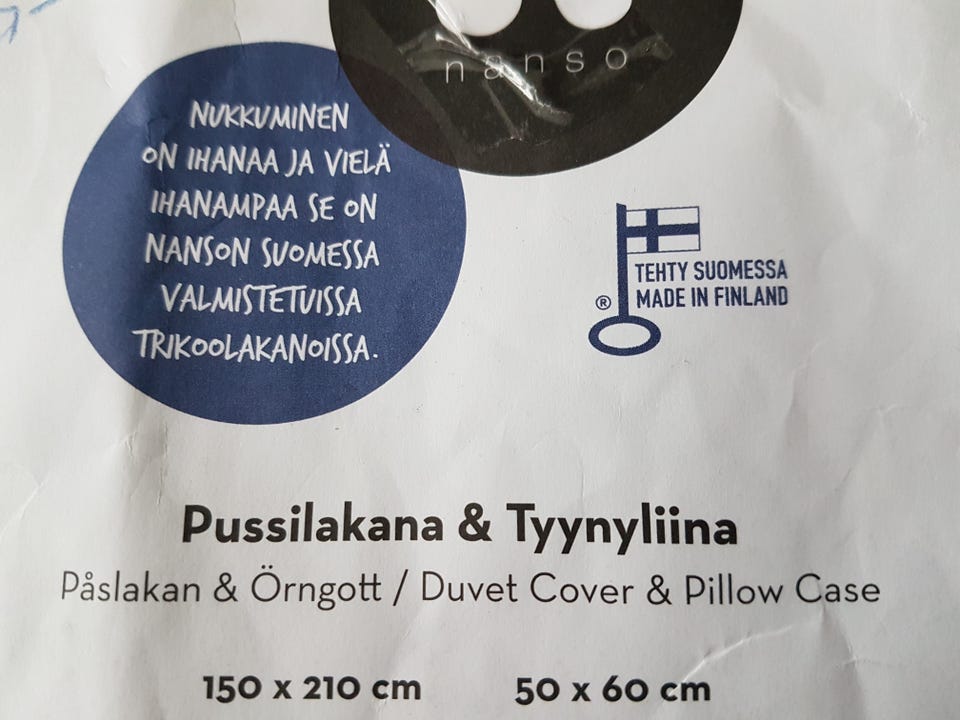 nanso
NUKKUMINEN
ON IHANAA JA VIELÄ
IHANAMPAA SE ON
NANSON SUOMESSA
VALMISTETUISSA
TRIKOOLAKANOISSA.
®
TEHTY SUOMESSA
MADE IN FINLAND
Pussilakana & Tyynyliina
Påslakan & Örngott / Duvet Cover & Pillow Case
150 x 210 cm 50 x 60 cm